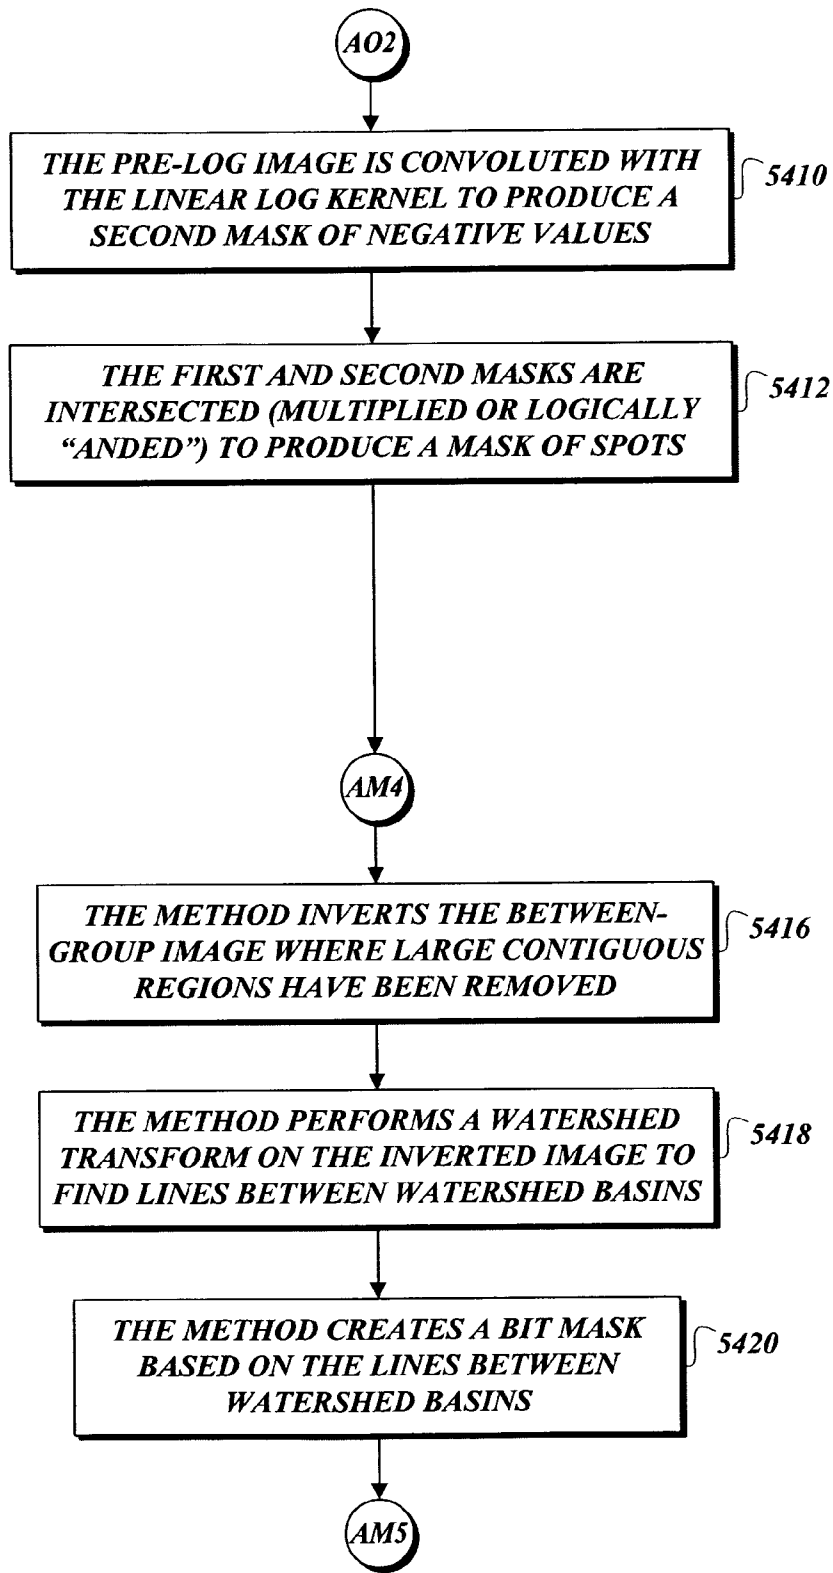 AO2
THE PRE-LOG IMAGE IS CONVOLUTED WITH
THE LINEAR LOG KERNEL TO PRODUCE A
SECOND MASK OF NEGATIVE VALUES
5410
THE FIRST AND SECOND MASKS ARE
INTERSECTED (MULTIPLIED OR LOGICALLY
“ANDED”) TO PRODUCE A MASK OF SPOTS
5412
AM4
THE METHOD INVERTS THE BETWEEN-
GROUP IMAGE WHERE LARGE CONTIGUOUS
REGIONS HAVE BEEN REMOVED
5416
THE METHOD PERFORMS A WATERSHED
TRANSFORM ON THE INVERTED IMAGE TO
FIND LINES BETWEEN WATERSHED BASINS
5418
THE METHOD CREATES A BIT MASK
BASED ON THE LINES BETWEEN
WATERSHED BASINS
5420
AM5